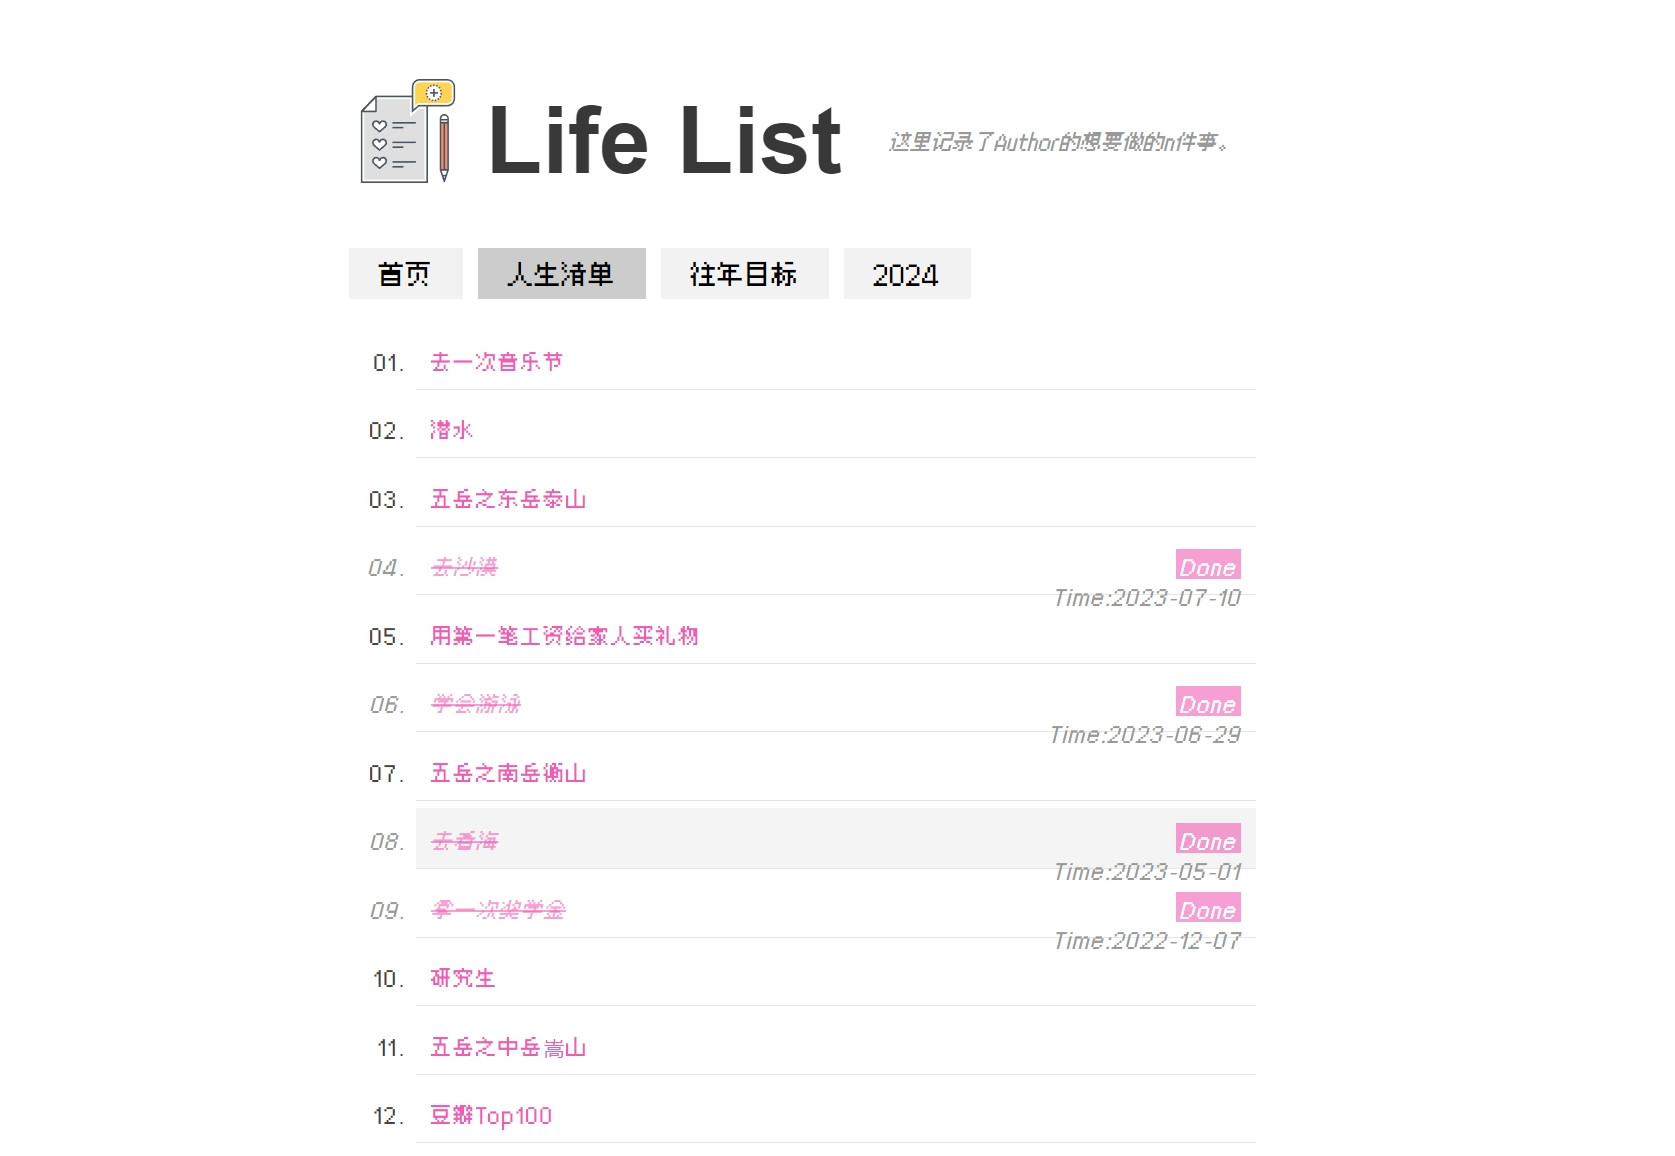 Life List 这里记录了Author的想要做的n件事。
首页 人生清单 往年目标 2024
01. 去一次音乐节
02. 潜水
03. 五岳之东岳泰山
04. 去沙漠 Done
Time:2023-07-10
05. 用第一笔工资给家人买礼物
06. 学会游泳 Done
Time:2023-06-29
07. 五岳之南岳衡山
08. 去看海 Done
Time:2023-05-01
09. 拿一次奖学金 Done
Time:2022-12-07
10. 研究生
11. 五岳之中岳嵩山
12. 豆瓣Top100